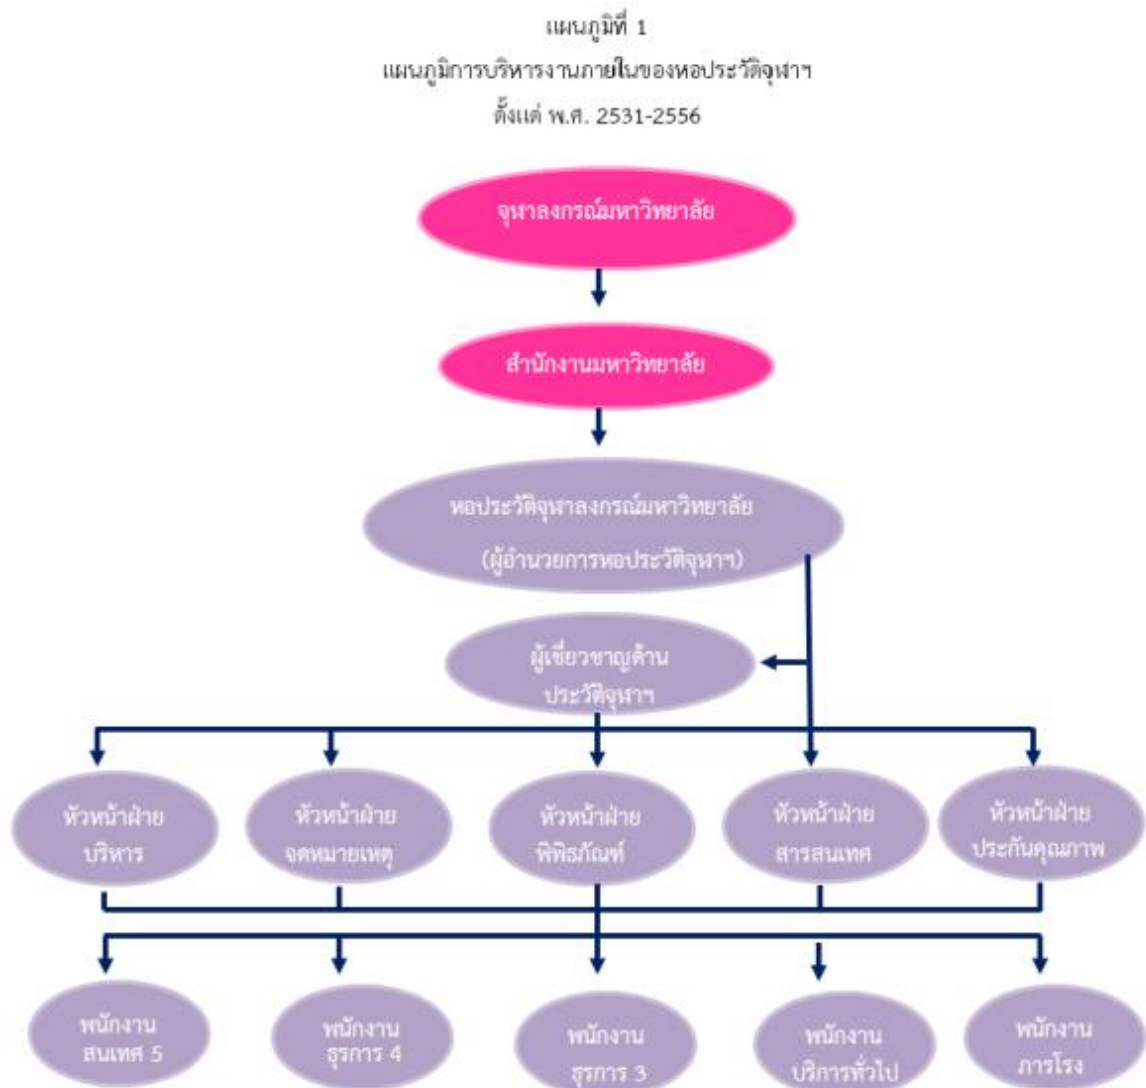 แผนภูมิที่ 1
แผนภูมิการบริหารงานภายในของหอประวัติจุฬาฯ
ตั้งแต่ พ.ศ. 2531-2556
จุฬาลงกรณ์มหาวิทยาลัย
สำนักงานมหาวิทยาลัย
หอประวัติจุฬาลงกรณ์มหาวิทยาลัย
(ผู้อำนวยการหอประวัติจุฬาฯ)
ผู้เชี่ยวชาญด้าน
ประวัติจุฬาฯ
หัวหน้าฝ่าย
บริหาร
หัวหน้าฝ่าย
จดหมายเหตุ
หัวหน้าฝ่าย
พิพิธภัณฑ์
หัวหน้าฝ่าย
สารสนเทศ
หัวหน้าฝ่าย
ประกันคุณภาพ
พนักงาน
สนเทศ 5
พนักงาน
ธุรการ 4
พนักงาน
ธุรการ 3
พนักงาน
บริการทั่วไป
พนักงาน
ภารโรง